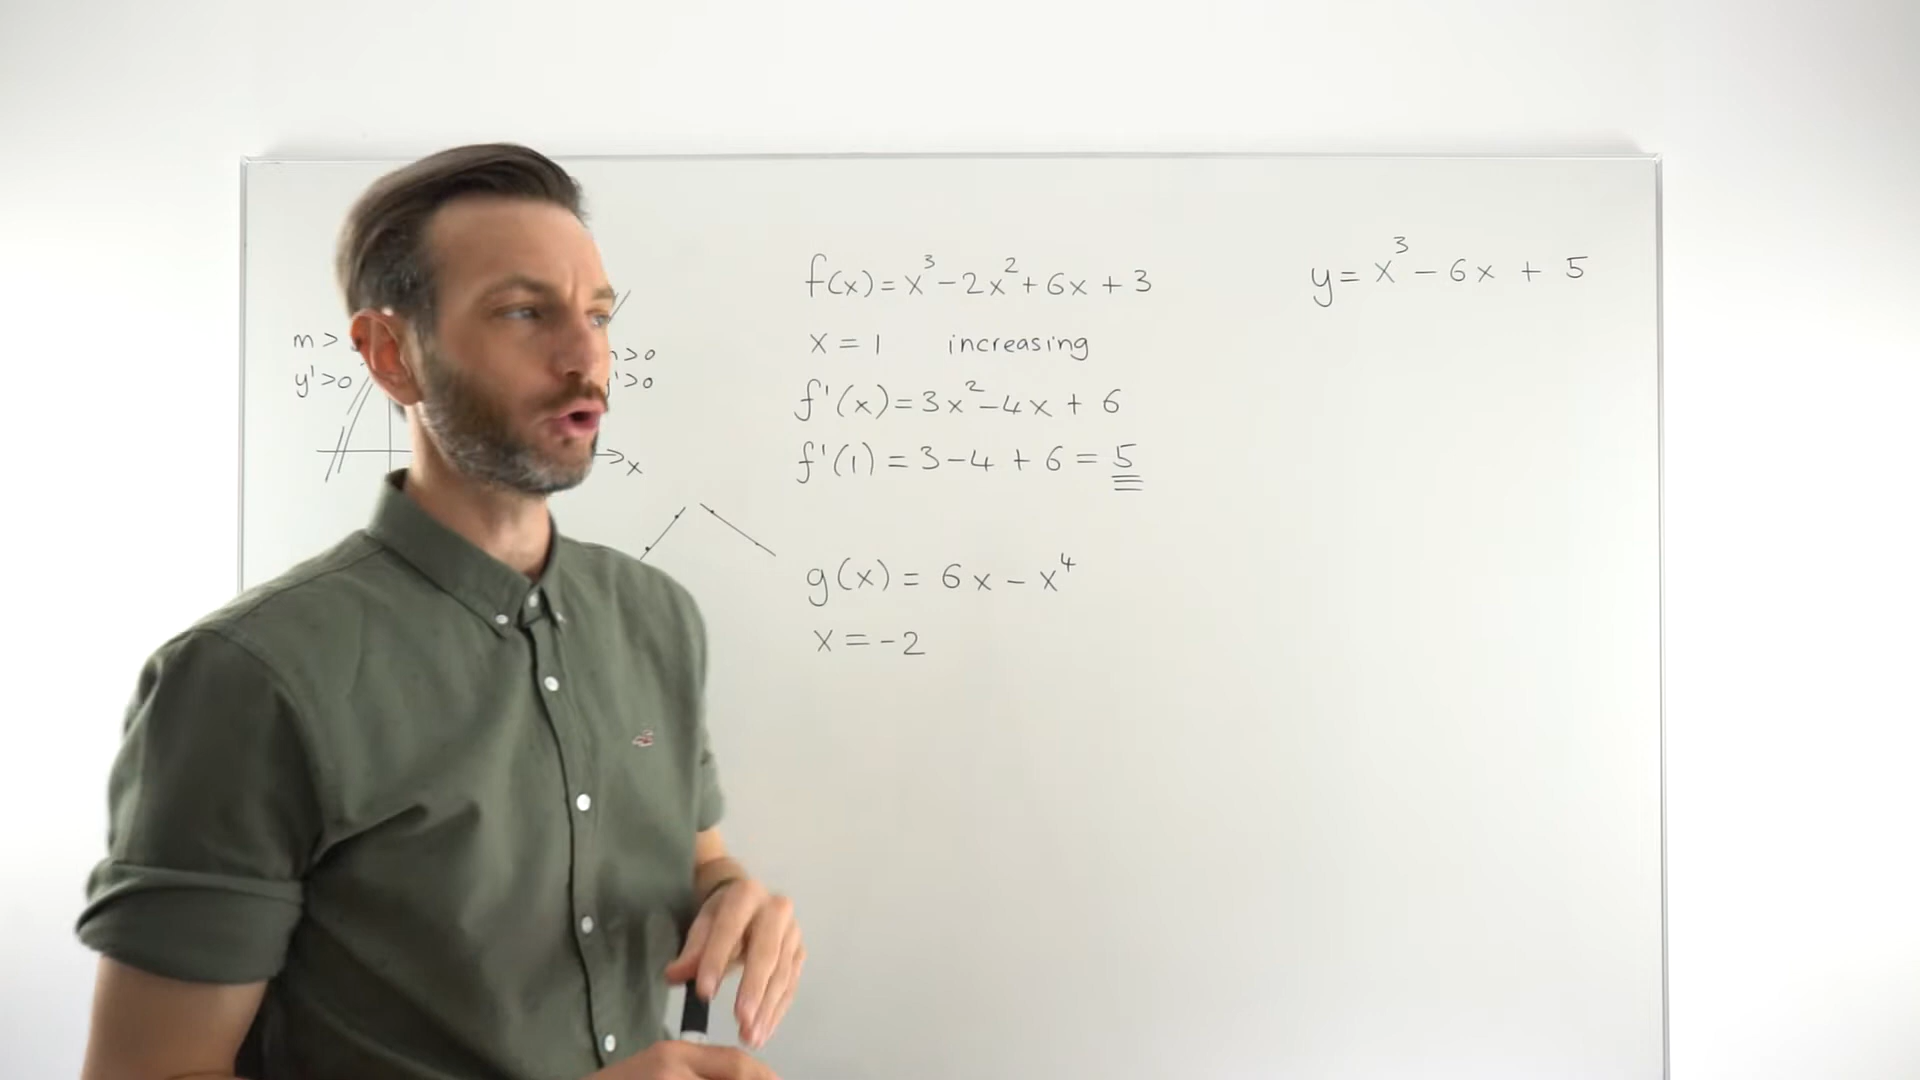 m >
y'>0
>0
'>0
x
f(x) = x³ - 2x² + 6x + 3
x = 1 increasing
f'(x) = 3x² - 4x + 6
f'(1) = 3 - 4 + 6 = 5
g(x) = 6x - x⁴
x = -2
y = x³ - 6x + 5